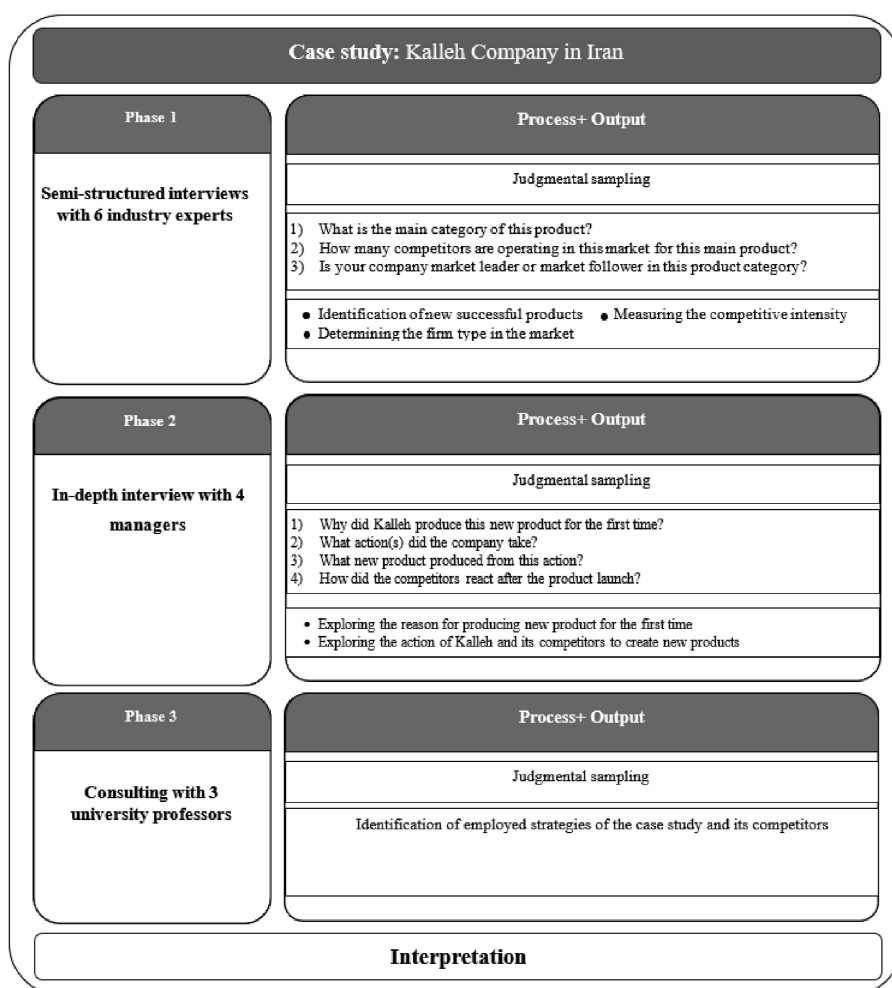 Case study: Kalleh Company in Iran
Phase 1
Semi-structured interviews
with 6 industry experts
Process+ Output
Judgmental sampling
1) What is the main category of this product?
2) How many competitors are operating in this market for this main product?
3) Is your company market leader or market follower in this product category?
● Identification of new successful products ● Measuring the competitive intensity
● Determining the firm type in the market
Phase 2
In-depth interview with 4
managers
Process+ Output
Judgmental sampling
1) Why did Kalleh produce this new product for the first time?
2) What action(s) did the company take?
3) What new product produced from this action?
4) How did the competitors react after the product launch?
• Exploring the reason for producing new product for the first time
• Exploring the action of Kalleh and its competitors to create new products
Phase 3
Consulting with 3
university professors
Process+ Output
Judgmental sampling
Identification of employed strategies of the case study and its competitors
Interpretation